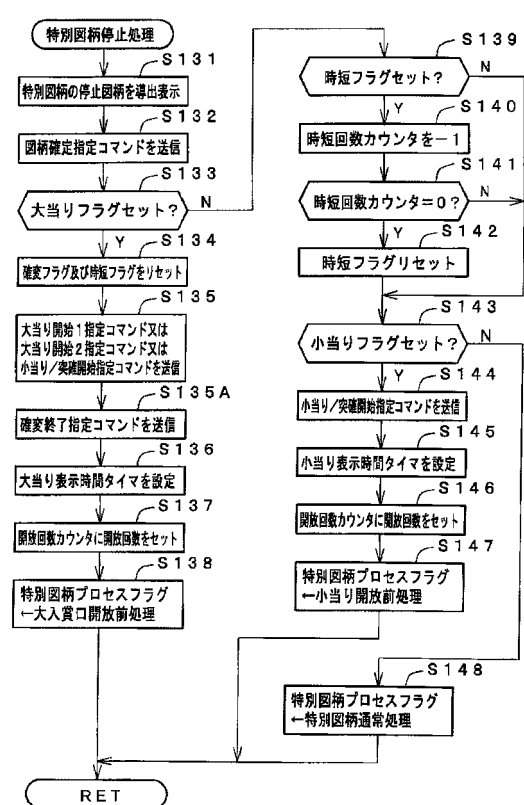 特別図柄停止処理
S131
特別図柄の停止図柄を導出表示
S132
図柄確定指定コマンドを送信
S133
大当りフラグセット?
N
Y
S134
確変フラグ及び時短フラグをリセット
S135
大当り開始1指定コマンド又は
大当り開始2指定コマンド又は
小当り/突確開始指定コマンドを送信
S135A
確変終了指定コマンドを送信
S136
大当り表示時間タイマを設定
S137
開放回数カウンタに開放回数をセット
S138
特別図柄プロセスフラグ
←大入賞口開放前処理
S139
時短フラグセット?
N
Y
S140
時短回数カウンタを−1
S141
時短回数カウンタ=0?
N
Y
S142
時短フラグリセット
S143
小当りフラグセット?
N
Y
S144
小当り/突確開始指定コマンドを送信
S145
小当り表示時間タイマを設定
S146
開放回数カウンタに開放回数をセット
S147
特別図柄プロセスフラグ
←小当り開放前処理
S148
特別図柄プロセスフラグ
←特別図柄通常処理
RET